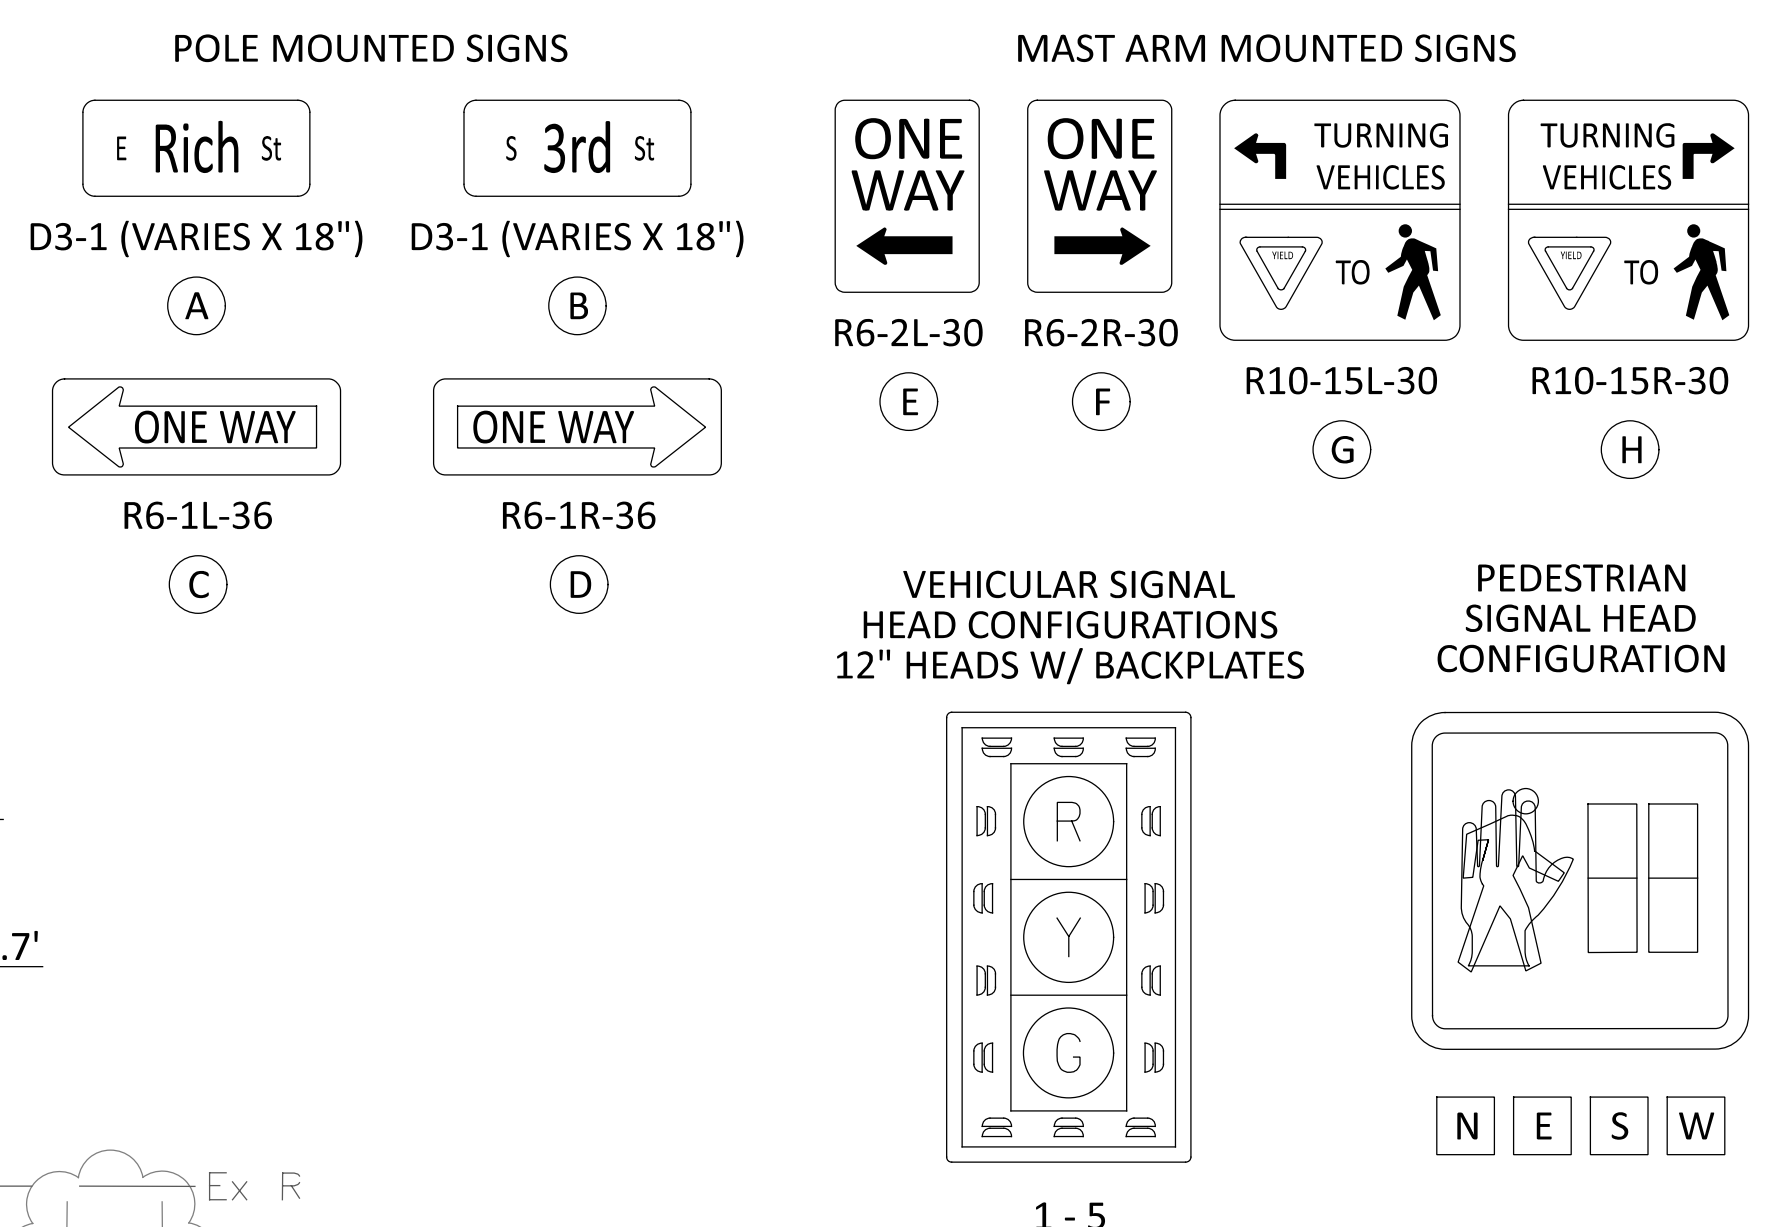 POLE MOUNTED SIGNS
E Rich St
D3-1 (VARIES X 18")
A
S 3rd St
D3-1 (VARIES X 18")
B
ONE WAY
R6-1L-36
C
ONE WAY
R6-1R-36
D
MAST ARM MOUNTED SIGNS
ONE
WAY
R6-2L-30
E
ONE
WAY
R6-2R-30
F
TURNING
VEHICLES
YIELD
TO
R10-15L-30
G
TURNING
VEHICLES
YIELD
TO
R10-15R-30
H
VEHICULAR SIGNAL
HEAD CONFIGURATIONS
12" HEADS W/ BACKPLATES
R
Y
G
1 - 5
PEDESTRIAN
SIGNAL HEAD
CONFIGURATION
N E S W
.7'
Ex R